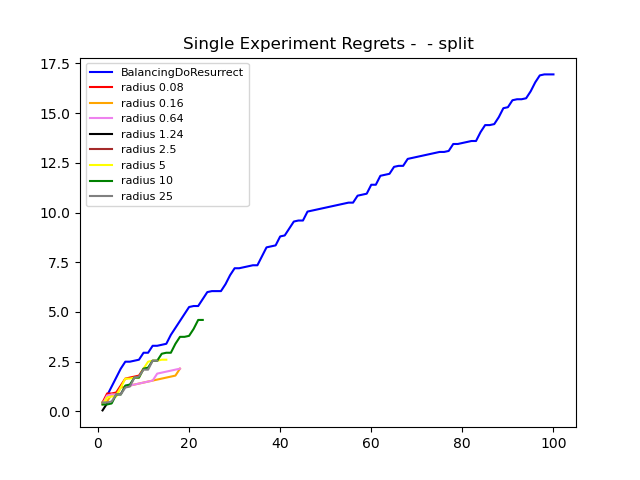 Single Experiment Regrets -  - split
17.5
15.0
12.5
10.0
7.5
5.0
2.5
0.0
BalancingDoResurrect
radius 0.08
radius 0.16
radius 0.64
radius 1.24
radius 2.5
radius 5
radius 10
radius 25
0 20 40 60 80 100